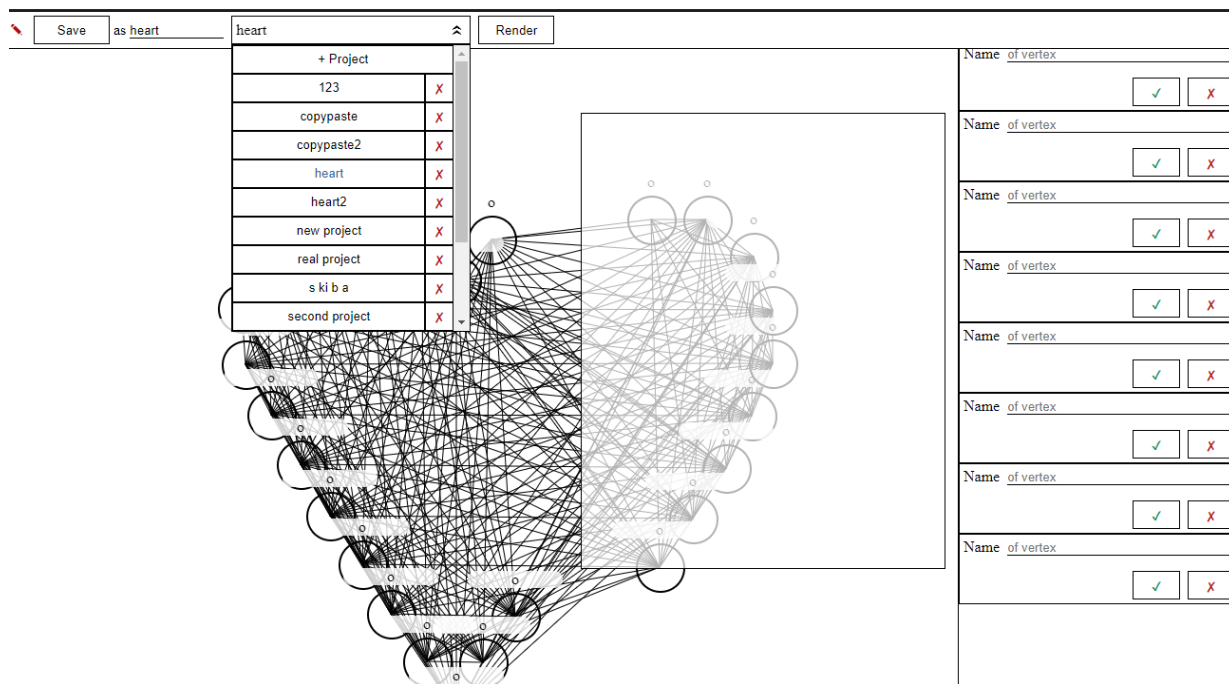 Save as heart heart Render
+ Project
123 ✗
copypaste ✗
copypaste2 ✗
heart ✗
heart2 ✗
new project ✗
real project ✗
s ki b a ✗
second project ✗
Name of vertex
✓ ✗
Name of vertex
✓ ✗
Name of vertex
✓ ✗
Name of vertex
✓ ✗
Name of vertex
✓ ✗
Name of vertex
✓ ✗
Name of vertex
✓ ✗
Name of vertex
✓ ✗